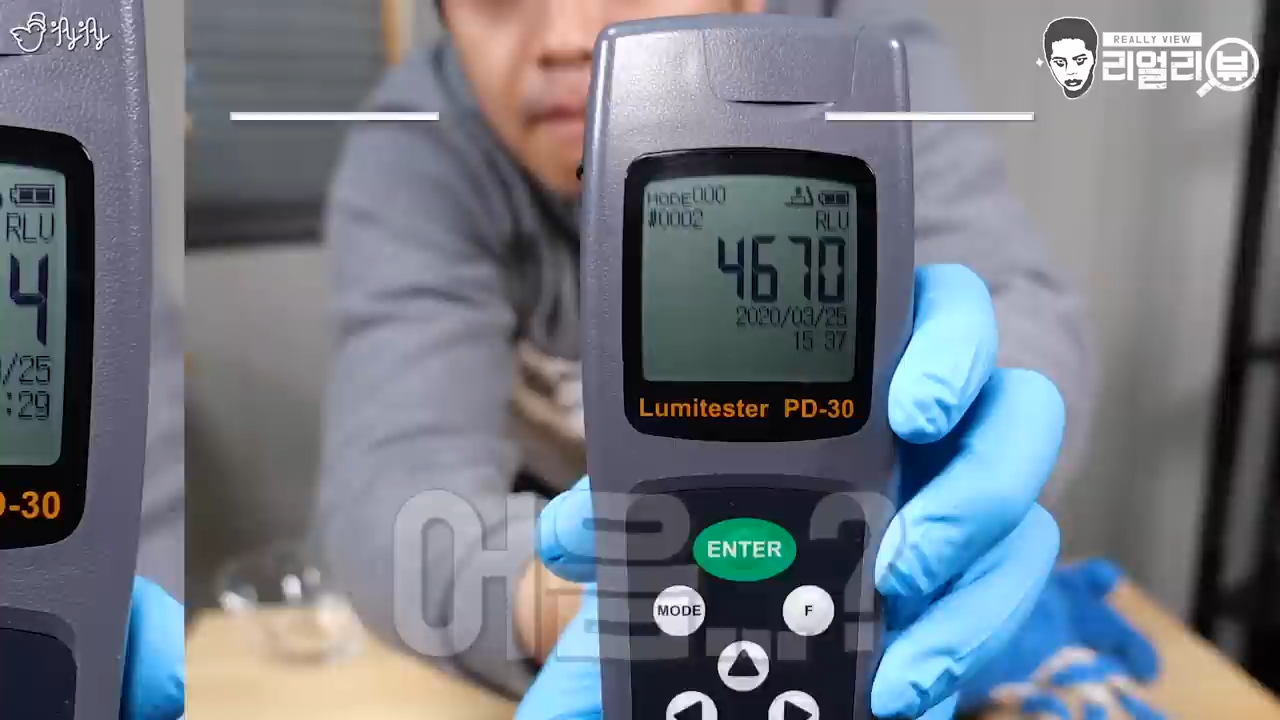 REALLY VIEW
리얼리뷰
RLU
4
/25
:29
D-30
MODE000
#0002 RLU
4670
2020/03/25
15 37
Lumitester PD-30
ENTER
MODE F